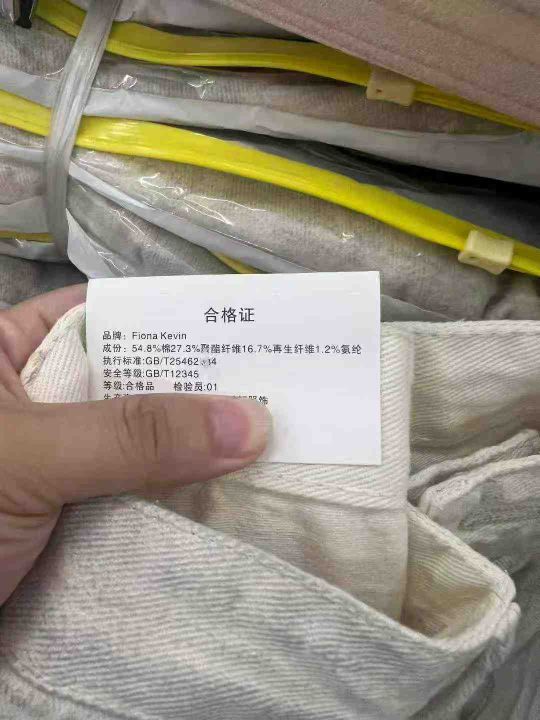 合格证
品牌：Fiona Kevin
成份：54.8%棉27.3%聚酯纤维16.7%再生纤维1.2%氨纶
执行标准:GB/T25462
安全等级:GB/T12345
等级:合格品 检验员:01